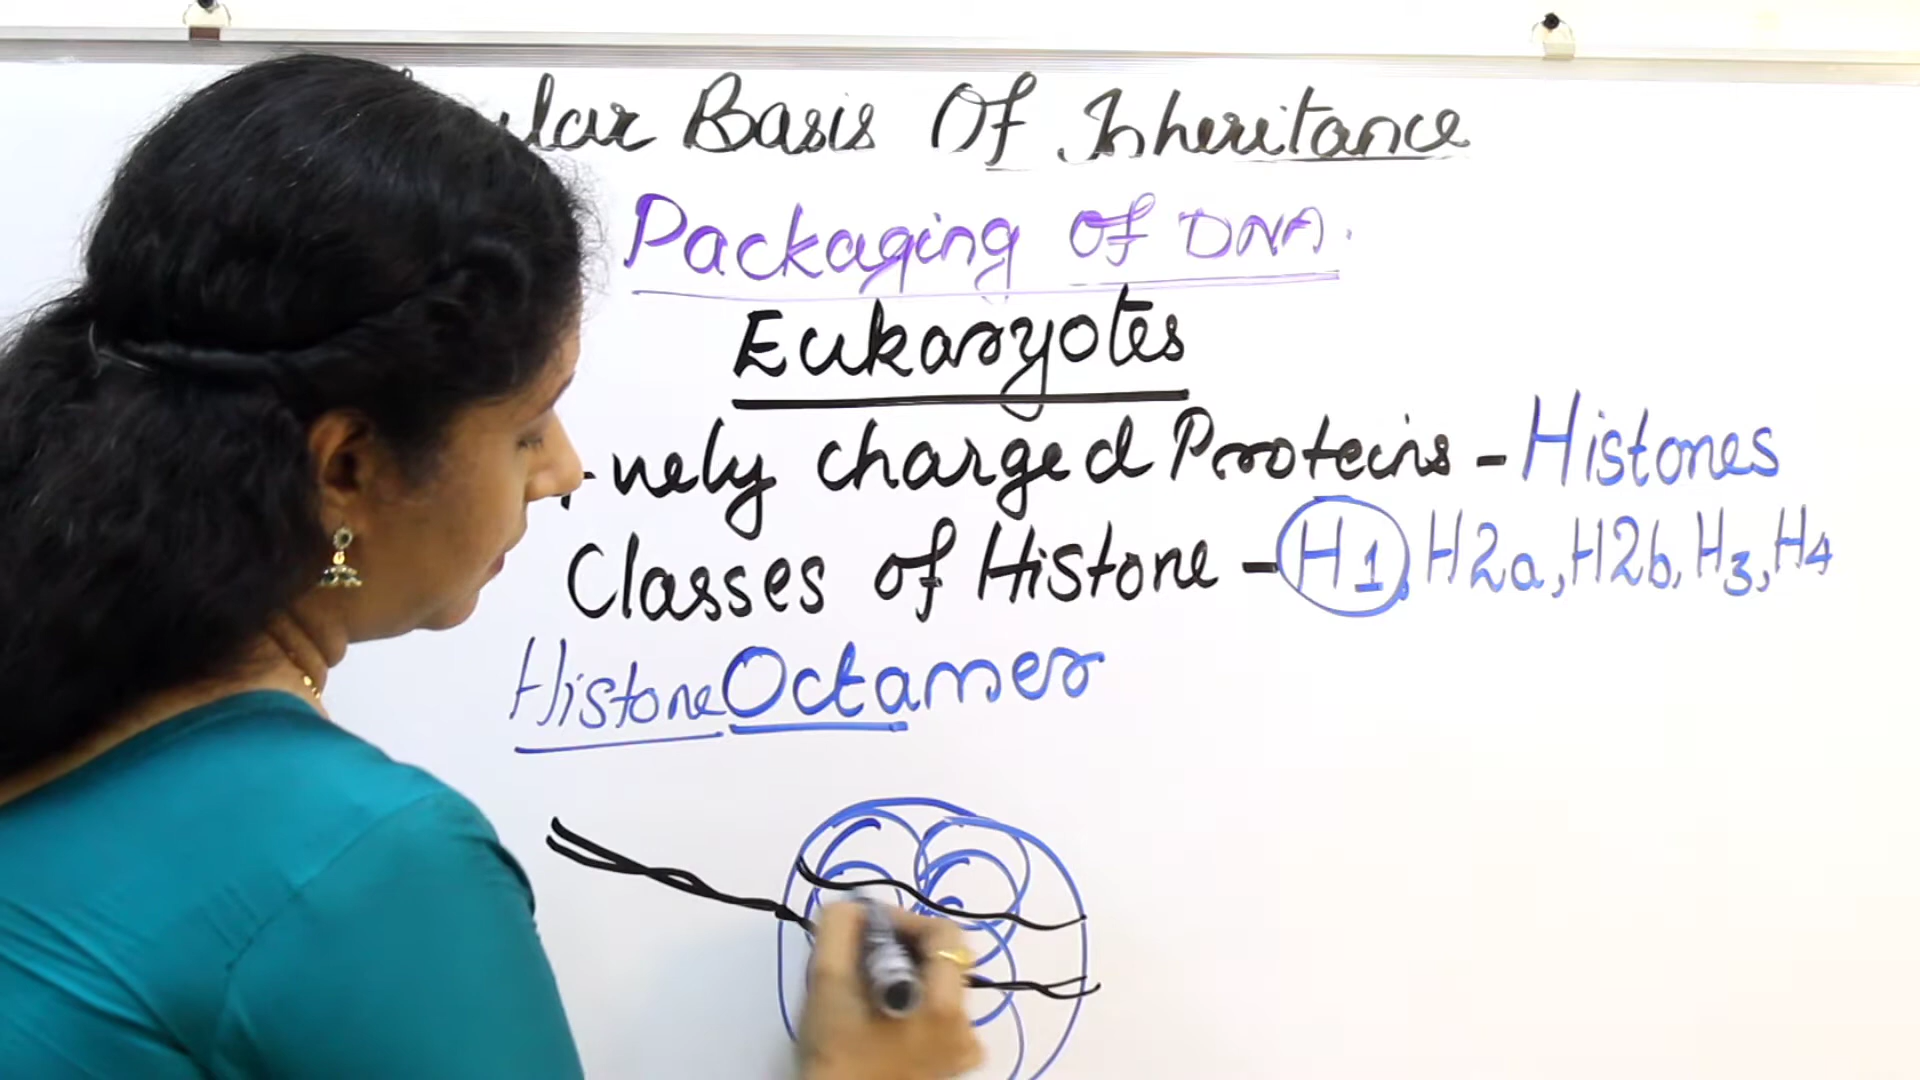 Basis Of Inheritance
Packaging Of DNA.
Eukaryotes
+vely charged Proteins - Histones
Classes of Histone - H1, H2a, H2b, H3, H4
Histone Octamer